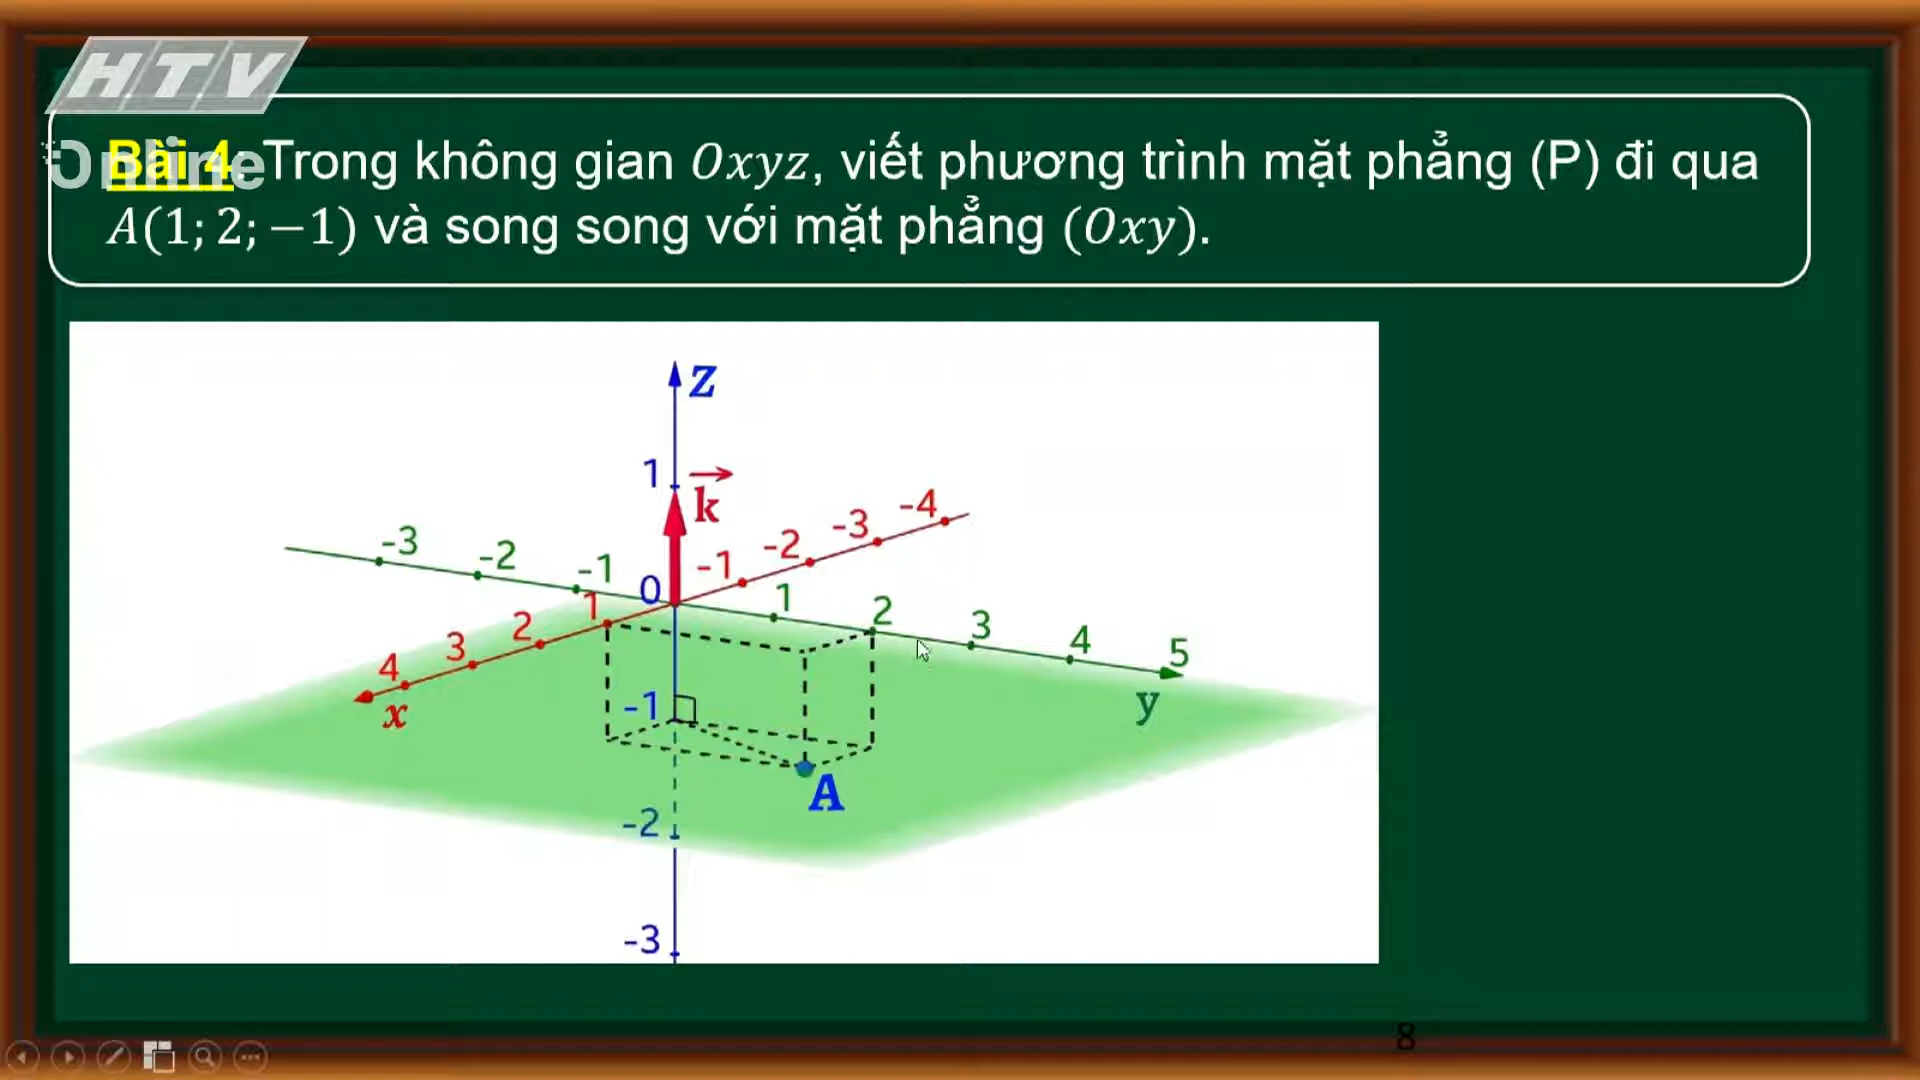 HTV
Online
Bài 4: Trong không gian Oxyz, viết phương trình mặt phẳng (P) đi qua
A(1; 2; −1) và song song với mặt phẳng (Oxy).
z
1
k
-4
-3
-2
-1
-3
-2
-1
0
1
2
3
4
x
1
2
3
4
5
y
-1
A
-2
-3
8